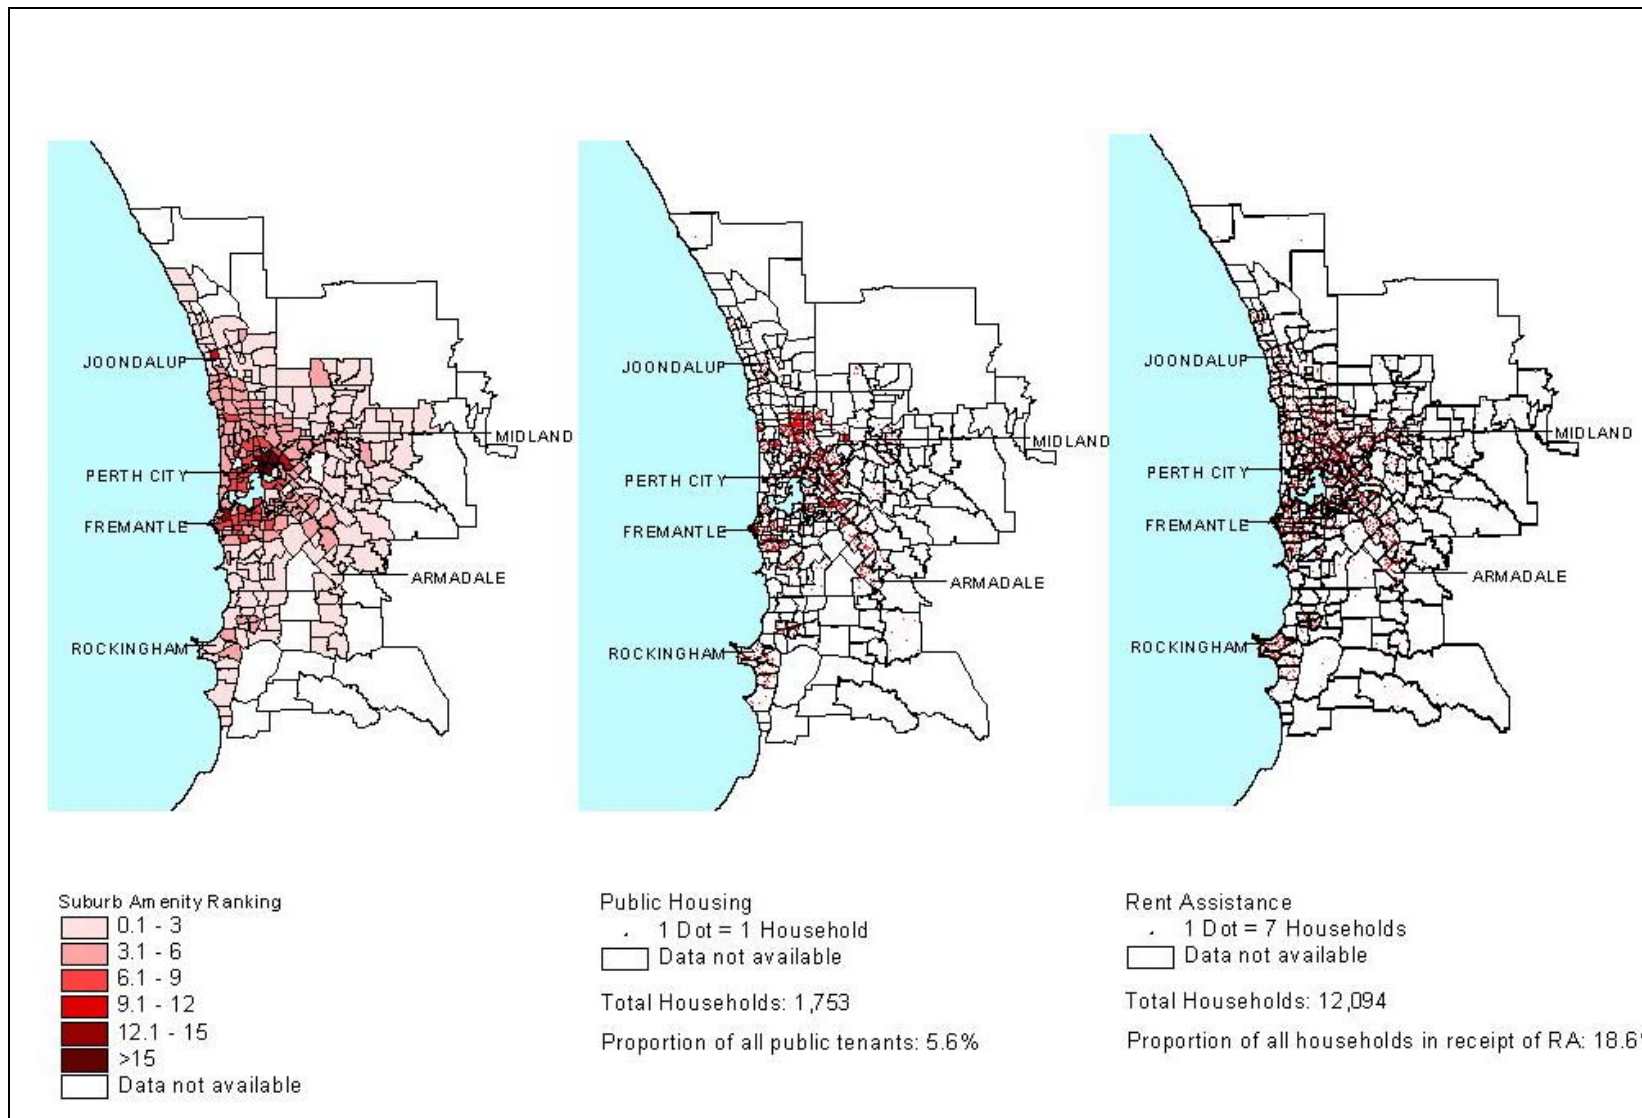 JOONDALUP
MIDLAND
PERTH CITY
FREMANTLE
ARMADALE
ROCKINGHAM
JOONDALUP
MIDLAND
PERTH CITY
FREMANTLE
ARMADALE
ROCKINGHAM
JOONDALUP
MIDLAND
PERTH CITY
FREMANTLE
ARMADALE
ROCKINGHAM
Suburb Amenity Ranking
0.1 - 3
3.1 - 6
6.1 - 9
9.1 - 12
12.1 - 15
>15
Data not available
Public Housing
1 Dot = 1 Household
Data not available
Total Households: 1,753
Proportion of all public tenants: 5.6%
Rent Assistance
1 Dot = 7 Households
Data not available
Total Households: 12,094
Proportion of all households in receipt of RA: 18.6